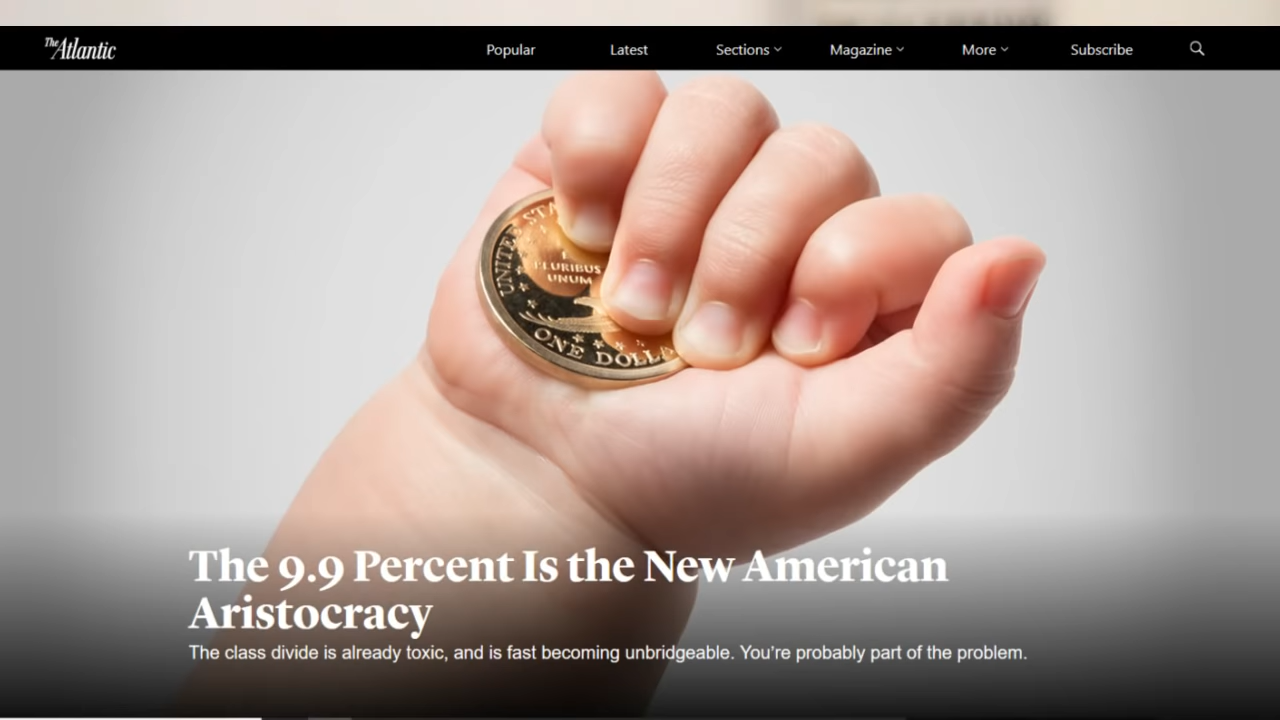 The Atlantic
Popular
Latest
Sections
Magazine
More
Subscribe
UNITED STA
PLURIBUS
UNUM
ONE DOLLA
The 9.9 Percent Is the New American
Aristocracy
The class divide is already toxic, and is fast becoming unbridgeable. You’re probably part of the problem.